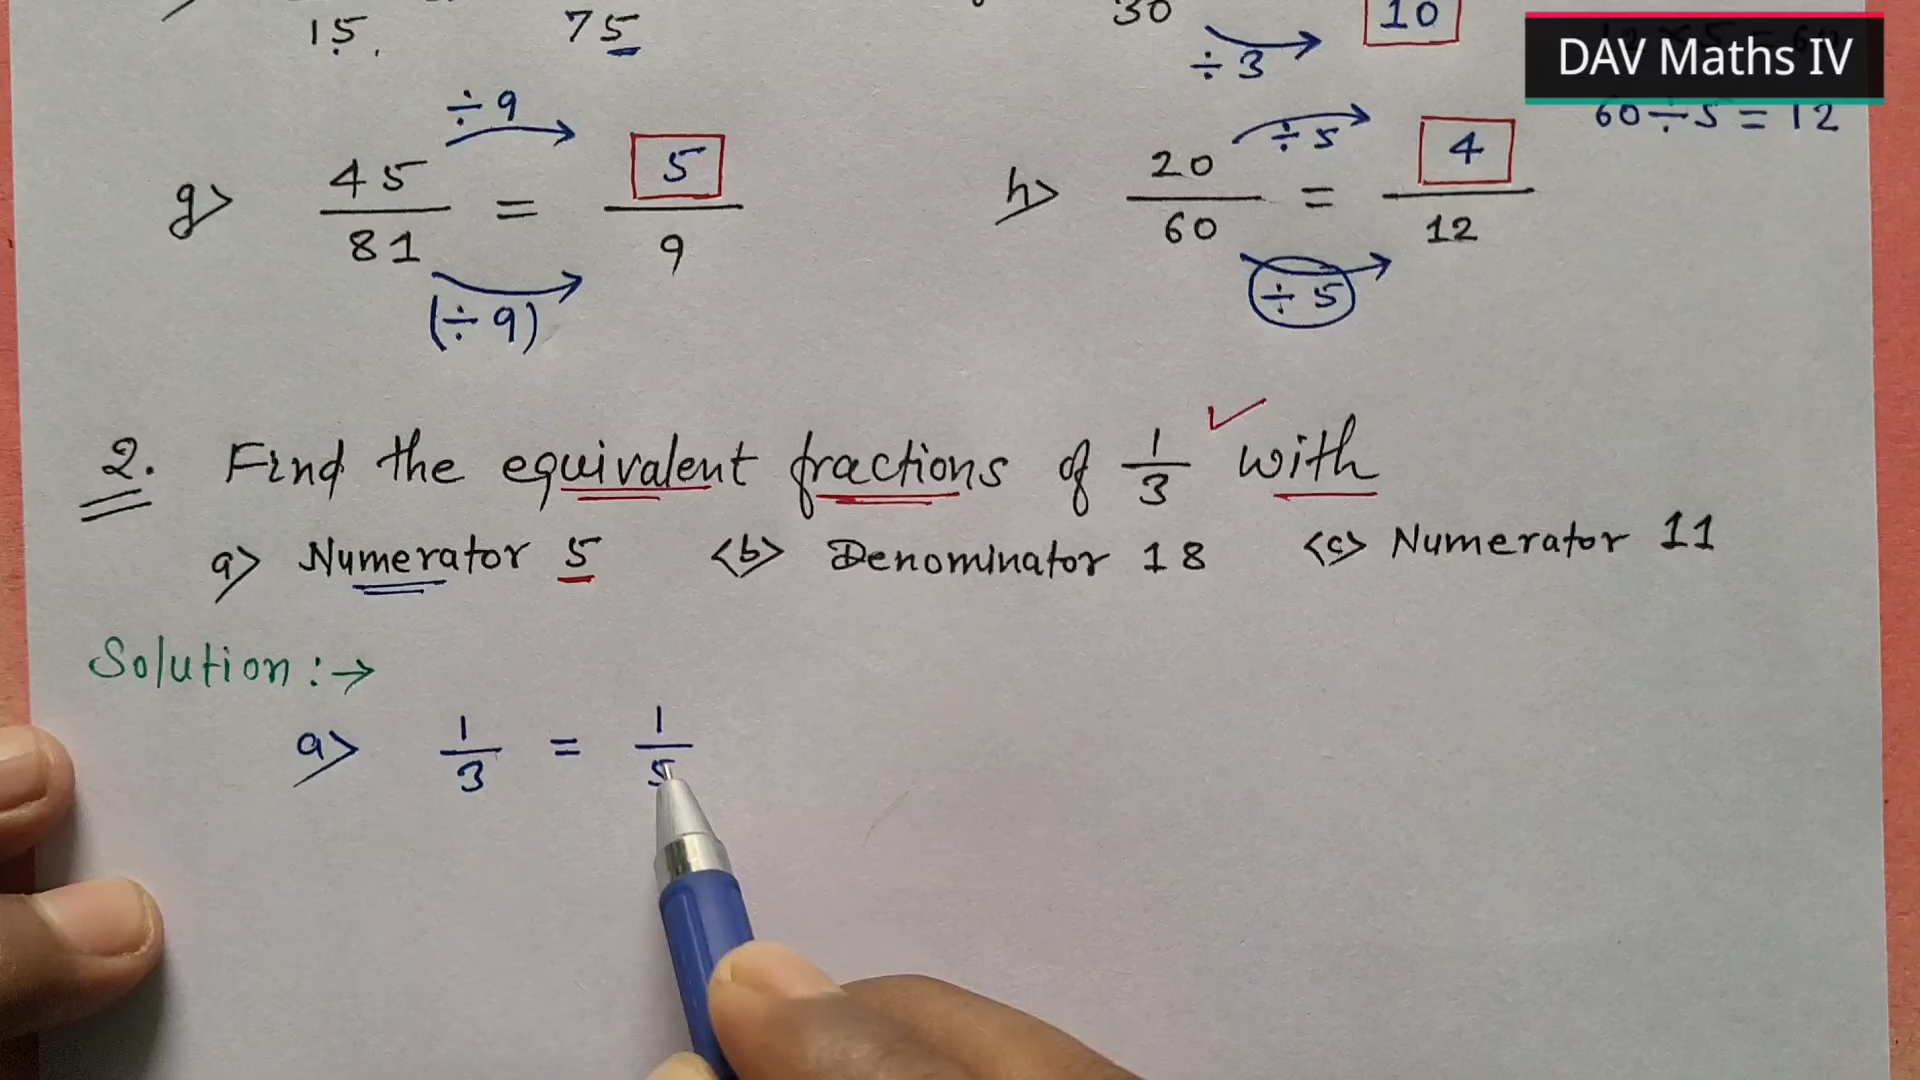 15. 75 30 ÷3 10
DAV Maths IV
60÷5 = 12
g> 45/81 = 5/9 ÷9 (÷9)
h> 20/60 = 4/12 ÷5 ÷5
2. Find the equivalent fractions of 1/3 with
a> Numerator 5 <b> Denominator 18 <c> Numerator 11
Solution :→
a> 1/3 = 1/5